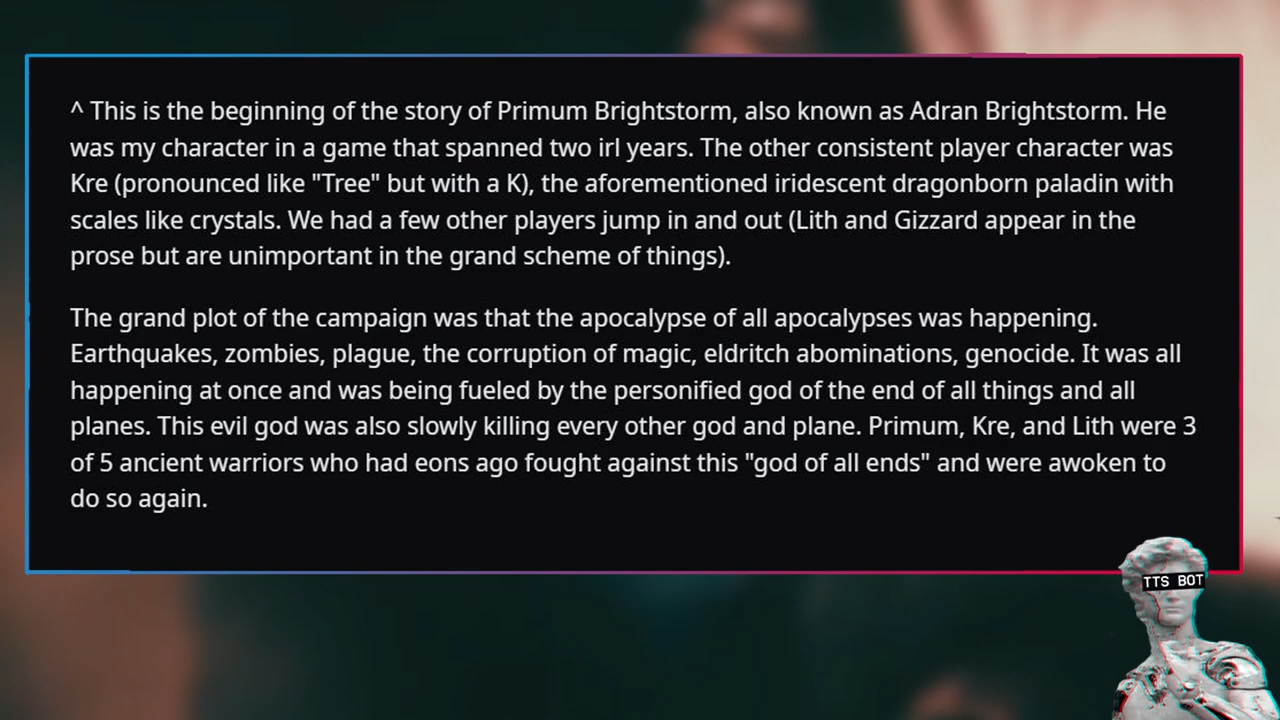 ^ This is the beginning of the story of Primum Brightstorm, also known as Adran Brightstorm. He
was my character in a game that spanned two irl years. The other consistent player character was
Kre (pronounced like "Tree" but with a K), the aforementioned iridescent dragonborn paladin with
scales like crystals. We had a few other players jump in and out (Lith and Gizzard appear in the
prose but are unimportant in the grand scheme of things).
The grand plot of the campaign was that the apocalypse of all apocalypses was happening.
Earthquakes, zombies, plague, the corruption of magic, eldritch abominations, genocide. It was all
happening at once and was being fueled by the personified god of the end of all things and all
planes. This evil god was also slowly killing every other god and plane. Primum, Kre, and Lith were 3
of 5 ancient warriors who had eons ago fought against this "god of all ends" and were awoken to
do so again.
TTS BOT